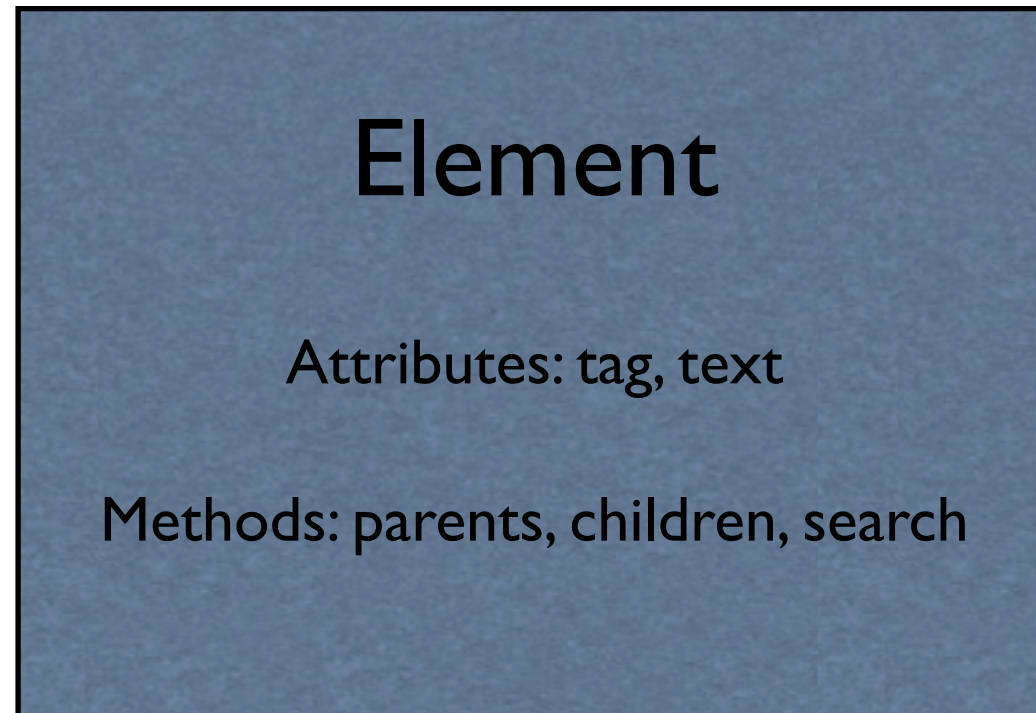 Element
Attributes: tag, text
Methods: parents, children, search